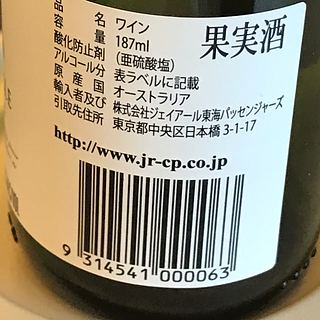 品名 ワイン
容量 187ml
酸化防止剤 (亜硫酸塩)
アルコール分 表ラベルに記載
原産国 オーストラリア
輸入者及び 株式会社ジェイアール東海パッセンジャーズ
引取先住所 東京都中央区日本橋 3-1-17
果実酒
http://www.jr-cp.co.jp
9 314541 000063